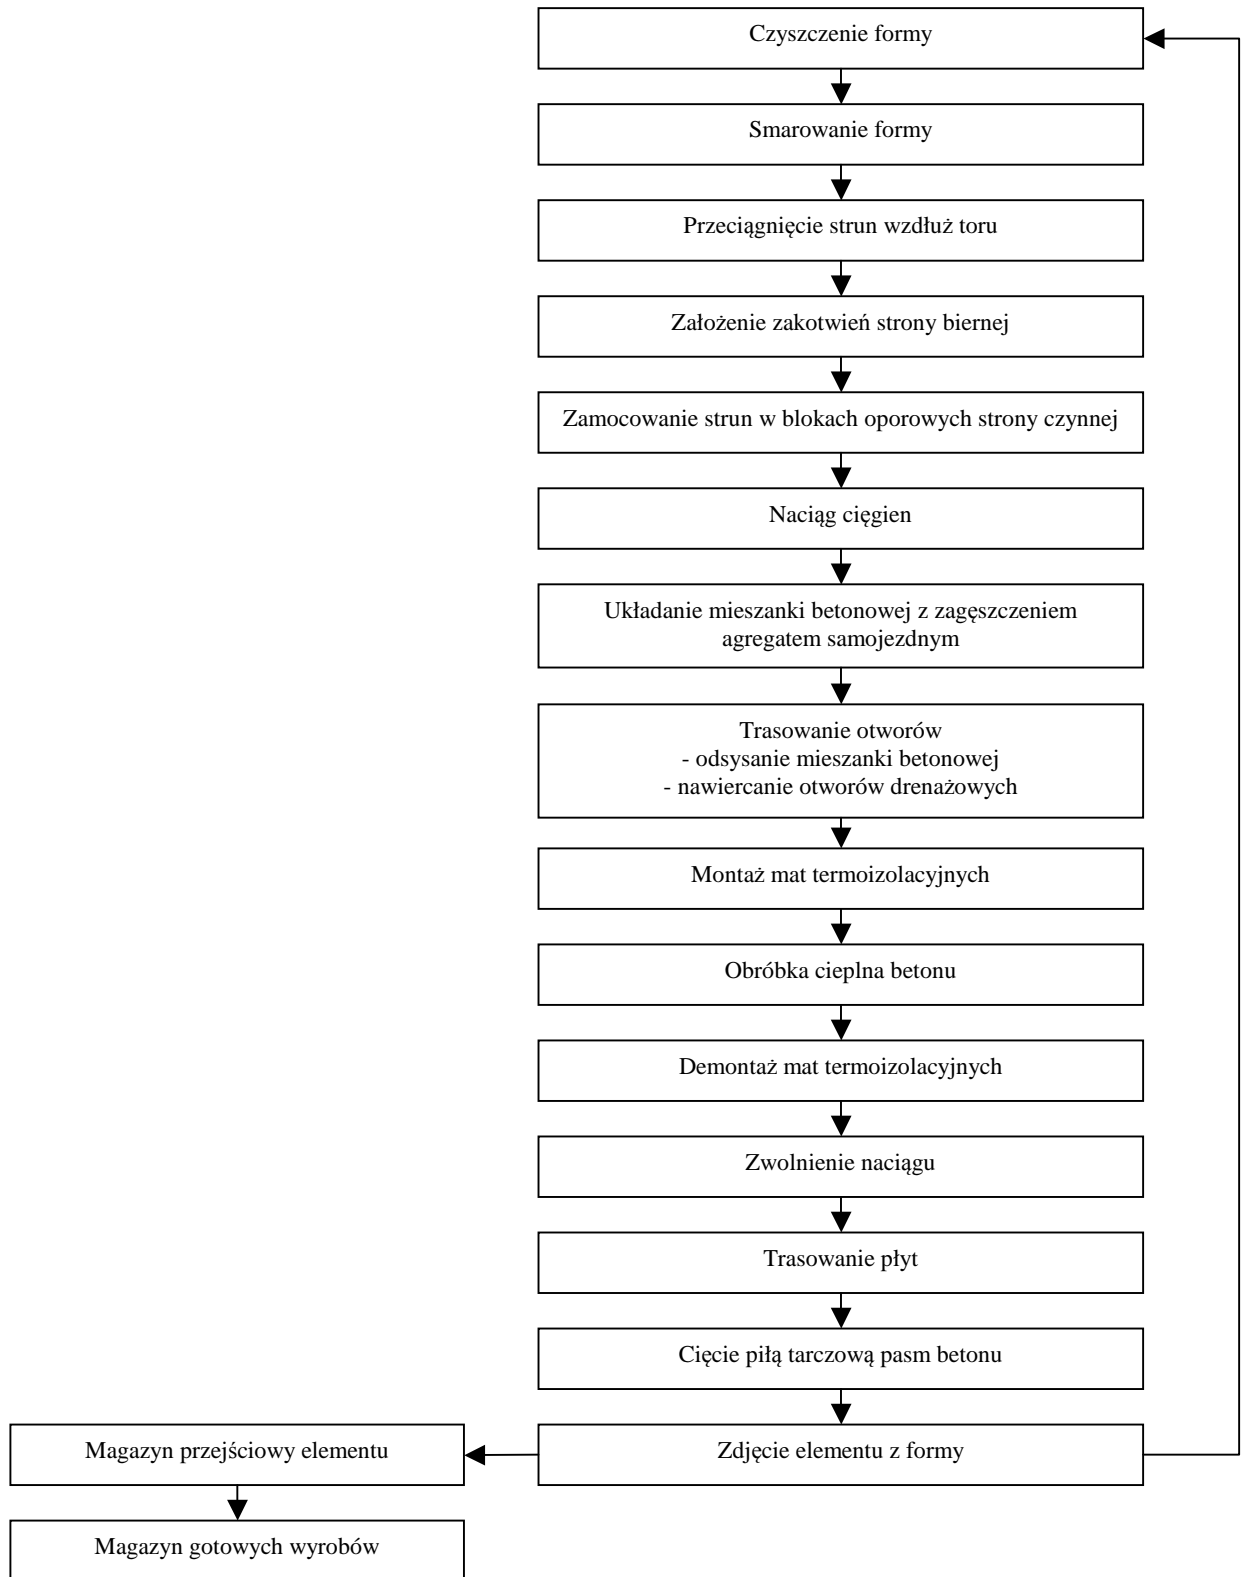 Czyszczenie formy
Smarowanie formy
Przeciągnięcie strun wzdłuż toru
Założenie zakotwień strony biernej
Zamocowanie strun w blokach oporowych strony czynnej
Naciąg cięgien
Układanie mieszanki betonowej z zagęszczeniem
agregatem samojezdnym
Trasowanie otworów
- odsysanie mieszanki betonowej
- nawiercanie otworów drenażowych
Montaż mat termoizolacyjnych
Obróbka cieplna betonu
Demontaż mat termoizolacyjnych
Zwolnienie naciągu
Trasowanie płyt
Cięcie piłą tarczową pasm betonu
Zdjęcie elementu z formy
Magazyn przejściowy elementu
Magazyn gotowych wyrobów